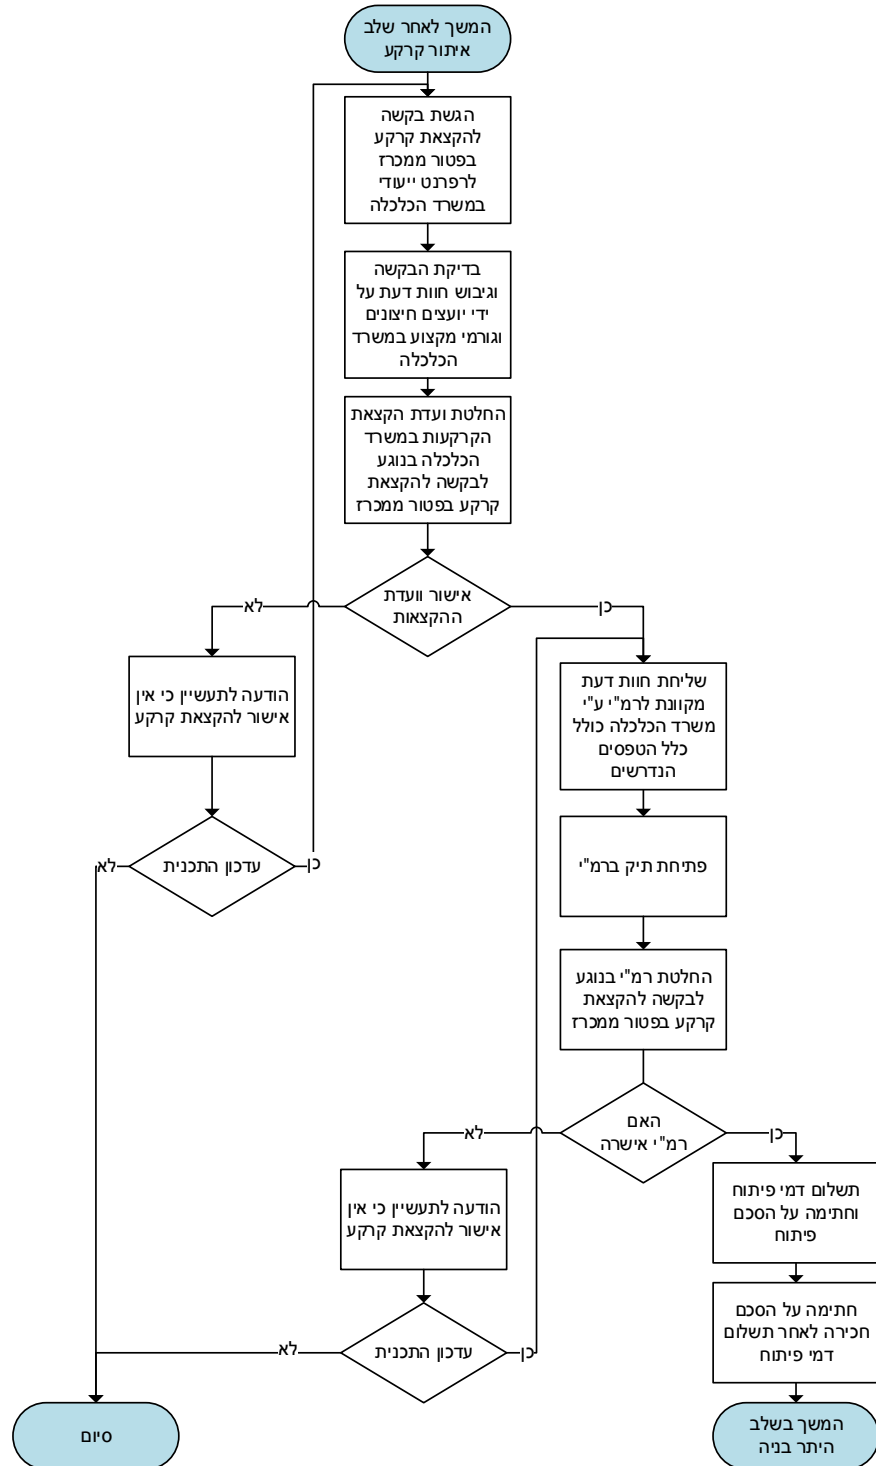 המשך לאחר שלב
איתור קרקע
הגשת בקשה
להקצאת קרקע
בפטור ממכרז
לרפרנט ייעודי
במשרד הכלכלה
בדיקת הבקשה
וגיבוש חוות דעת על
ידי יועצים חיצונים
וגורמי מקצוע במשרד
הכלכלה
החלטת ועדת הקצאת
הקרקעות במשרד
הכלכלה בנוגע
לבקשה להקצאת
קרקע בפטור ממכרז
אישור וועדת
ההקצאות
כן
לא
שליחת חוות דעת
מקוונת לרמ"י ע"י
משרד הכלכלה כולל
כלל הטפסים
הנדרשים
הודעה לתעשיין כי אין
אישור להקצאת קרקע
עדכון התכנית
כן
לא
פתיחת תיק ברמ"י
החלטת רמ"י בנוגע
לבקשה להקצאת
קרקע בפטור ממכרז
האם
רמ"י אישרה
כן
לא
תשלום דמי פיתוח
וחתימה על הסכם
פיתוח
הודעה לתעשיין כי אין
אישור להקצאת קרקע
חתימה על הסכם
חכירה לאחר תשלום
דמי פיתוח
עדכון התכנית
כן
לא
המשך בשלב
היתר בניה
סיום